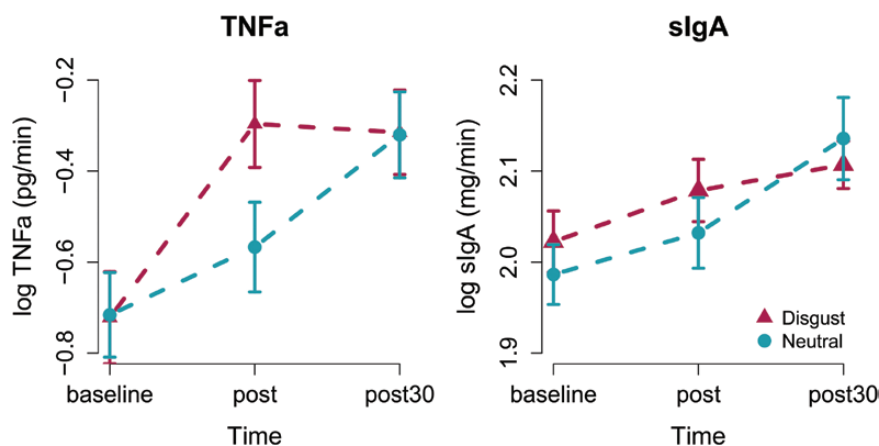 TNFa
log TNFa (pg/min)
−0.2
−0.4
−0.6
−0.8
baseline post post30
Time
sIgA
log sIgA (mg/min)
2.2
2.1
2.0
1.9
Disgust
Neutral
baseline post post30
Time